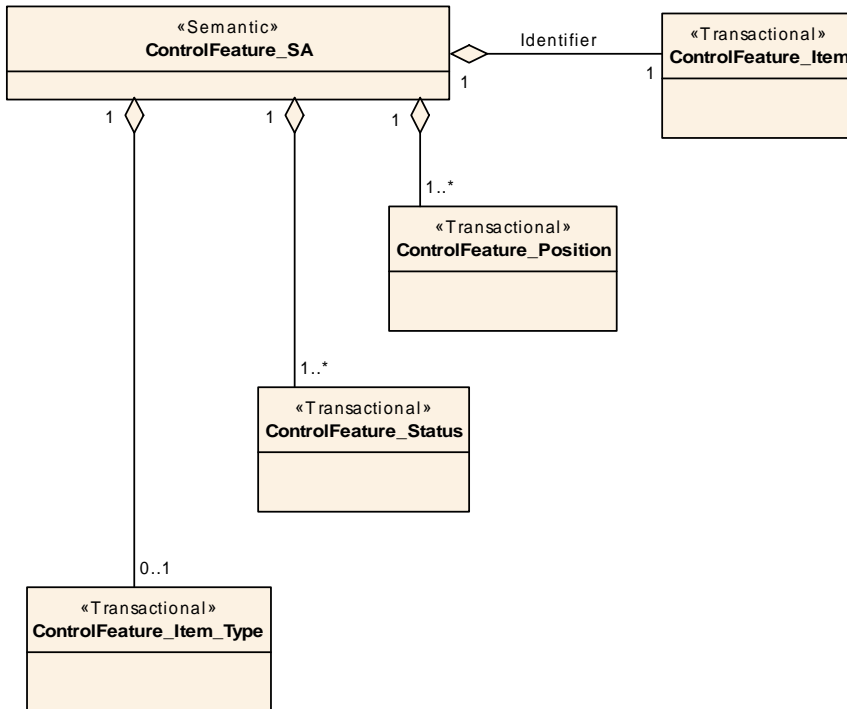 «Semantic»
ControlFeature_SA
Identifier
1
1
«Transactional»
ControlFeature_Item
1
1
1
1..*
«Transactional»
ControlFeature_Position
1..*
«Transactional»
ControlFeature_Status
0..1
«Transactional»
ControlFeature_Item_Type